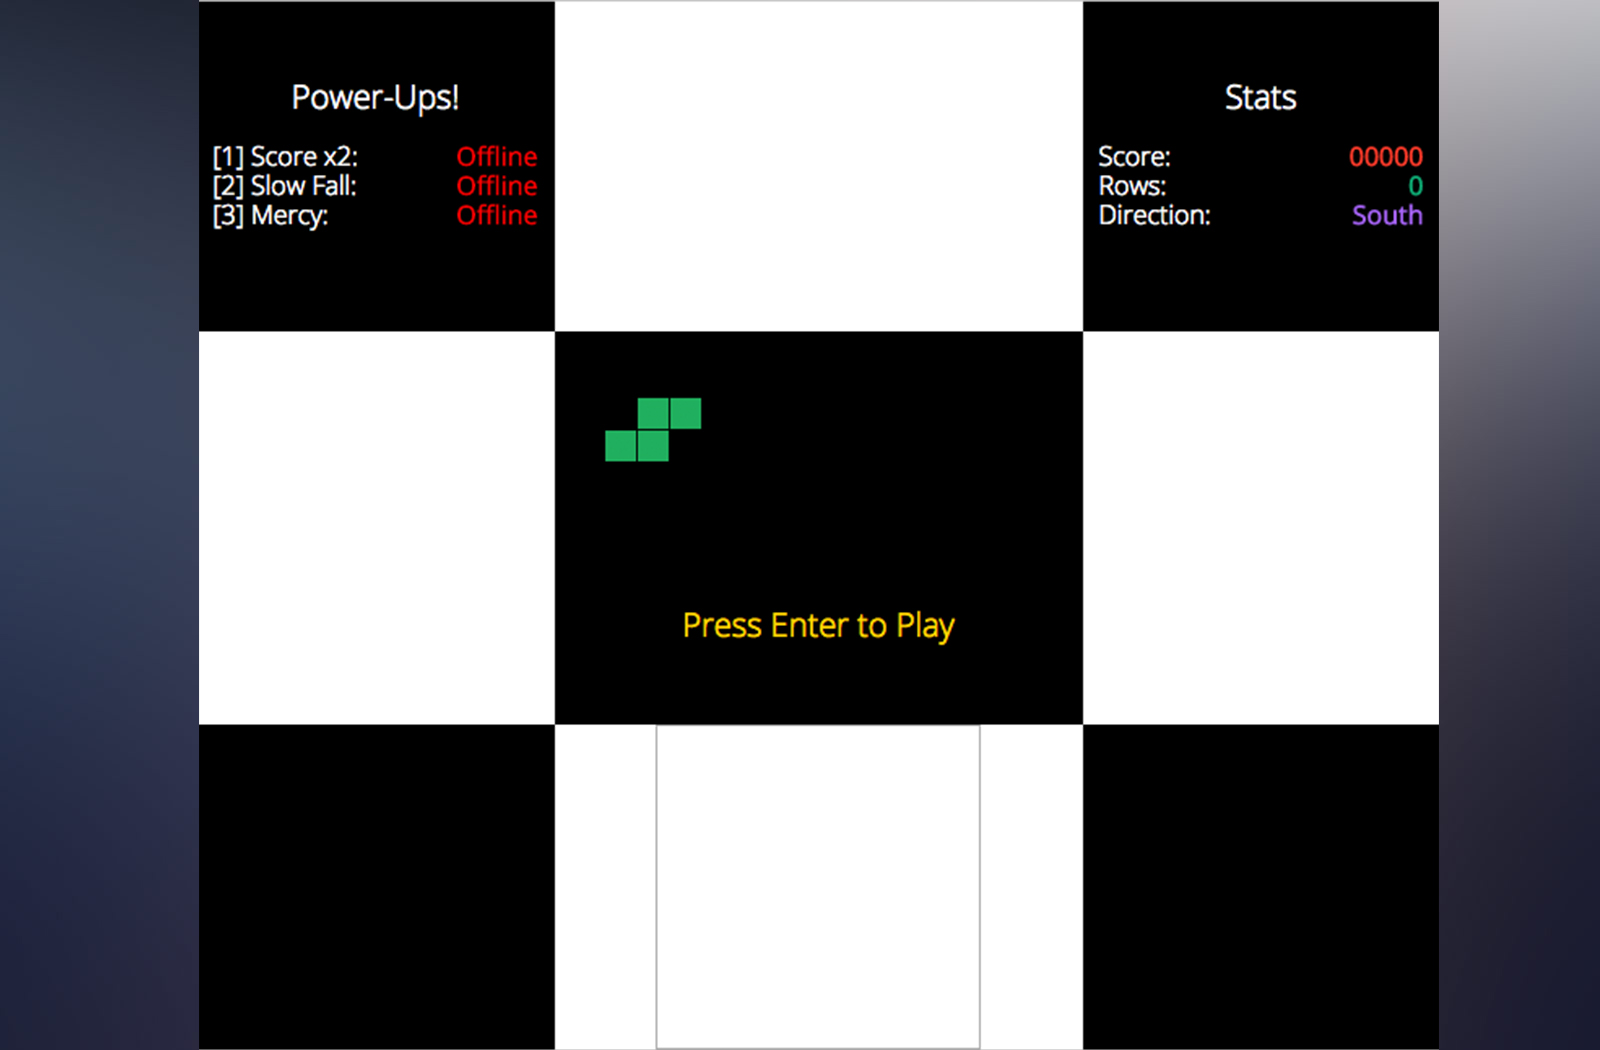 Power-Ups!
[1] Score x2: Offline
[2] Slow Fall: Offline
[3] Mercy: Offline
Stats
Score: 00000
Rows: 0
Direction: South
Press Enter to Play